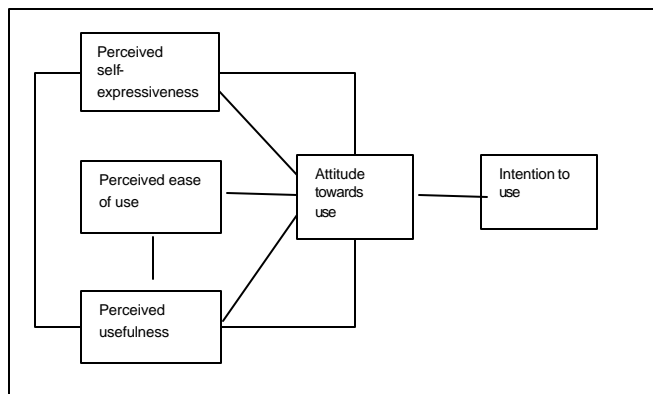 Perceived
self-
expressiveness
Perceived ease
of use
Perceived
usefulness
Attitude
towards
use
Intention to
use